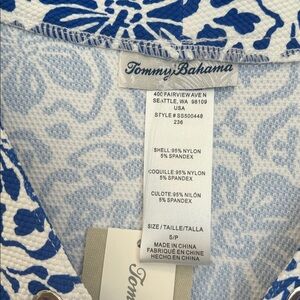 Tommy Bahama
400 FAIRVIEW AVE N
SEATTLE, WA 98109
USA
STYLE # SS500448
236
SHELL: 95% NYLON
5% SPANDEX
COQUILLE: 95% NYLON
5% SPANDEX
CULOTE: 95% NILÓN
5% SPANDEX
SIZE / TAILLE/TALLA
S/P
MADE IN CHINA
FABRIQUÉ EN CHINE
HECHO EN CHINA
Tom